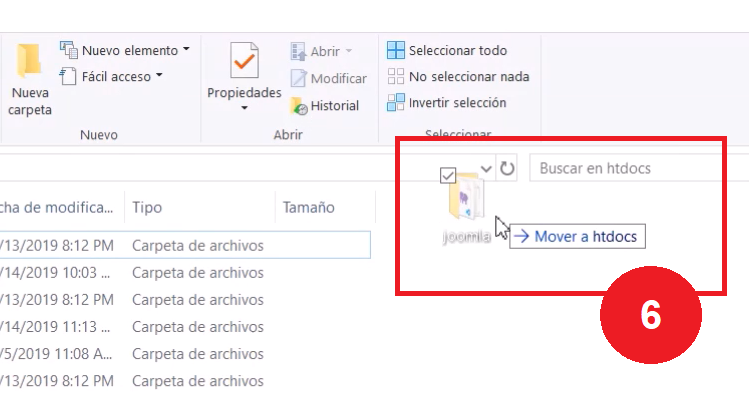 Nuevo elemento
Fácil acceso
Nueva
carpeta
Nuevo
Propiedades
Abrir
Modificar
Historial
Abrir
Seleccionar todo
No seleccionar nada
Invertir selección
Seleccionar
Buscar en htdocs
cha de modifica... Tipo Tamaño
joomla
Mover a htdocs
/13/2019 8:12 PM Carpeta de archivos
/14/2019 10:03 ... Carpeta de archivos
/13/2019 8:12 PM Carpeta de archivos
/14/2019 11:13 ... Carpeta de archivos
/5/2019 11:08 A... Carpeta de archivos
/13/2019 8:12 PM Carpeta de archivos
6